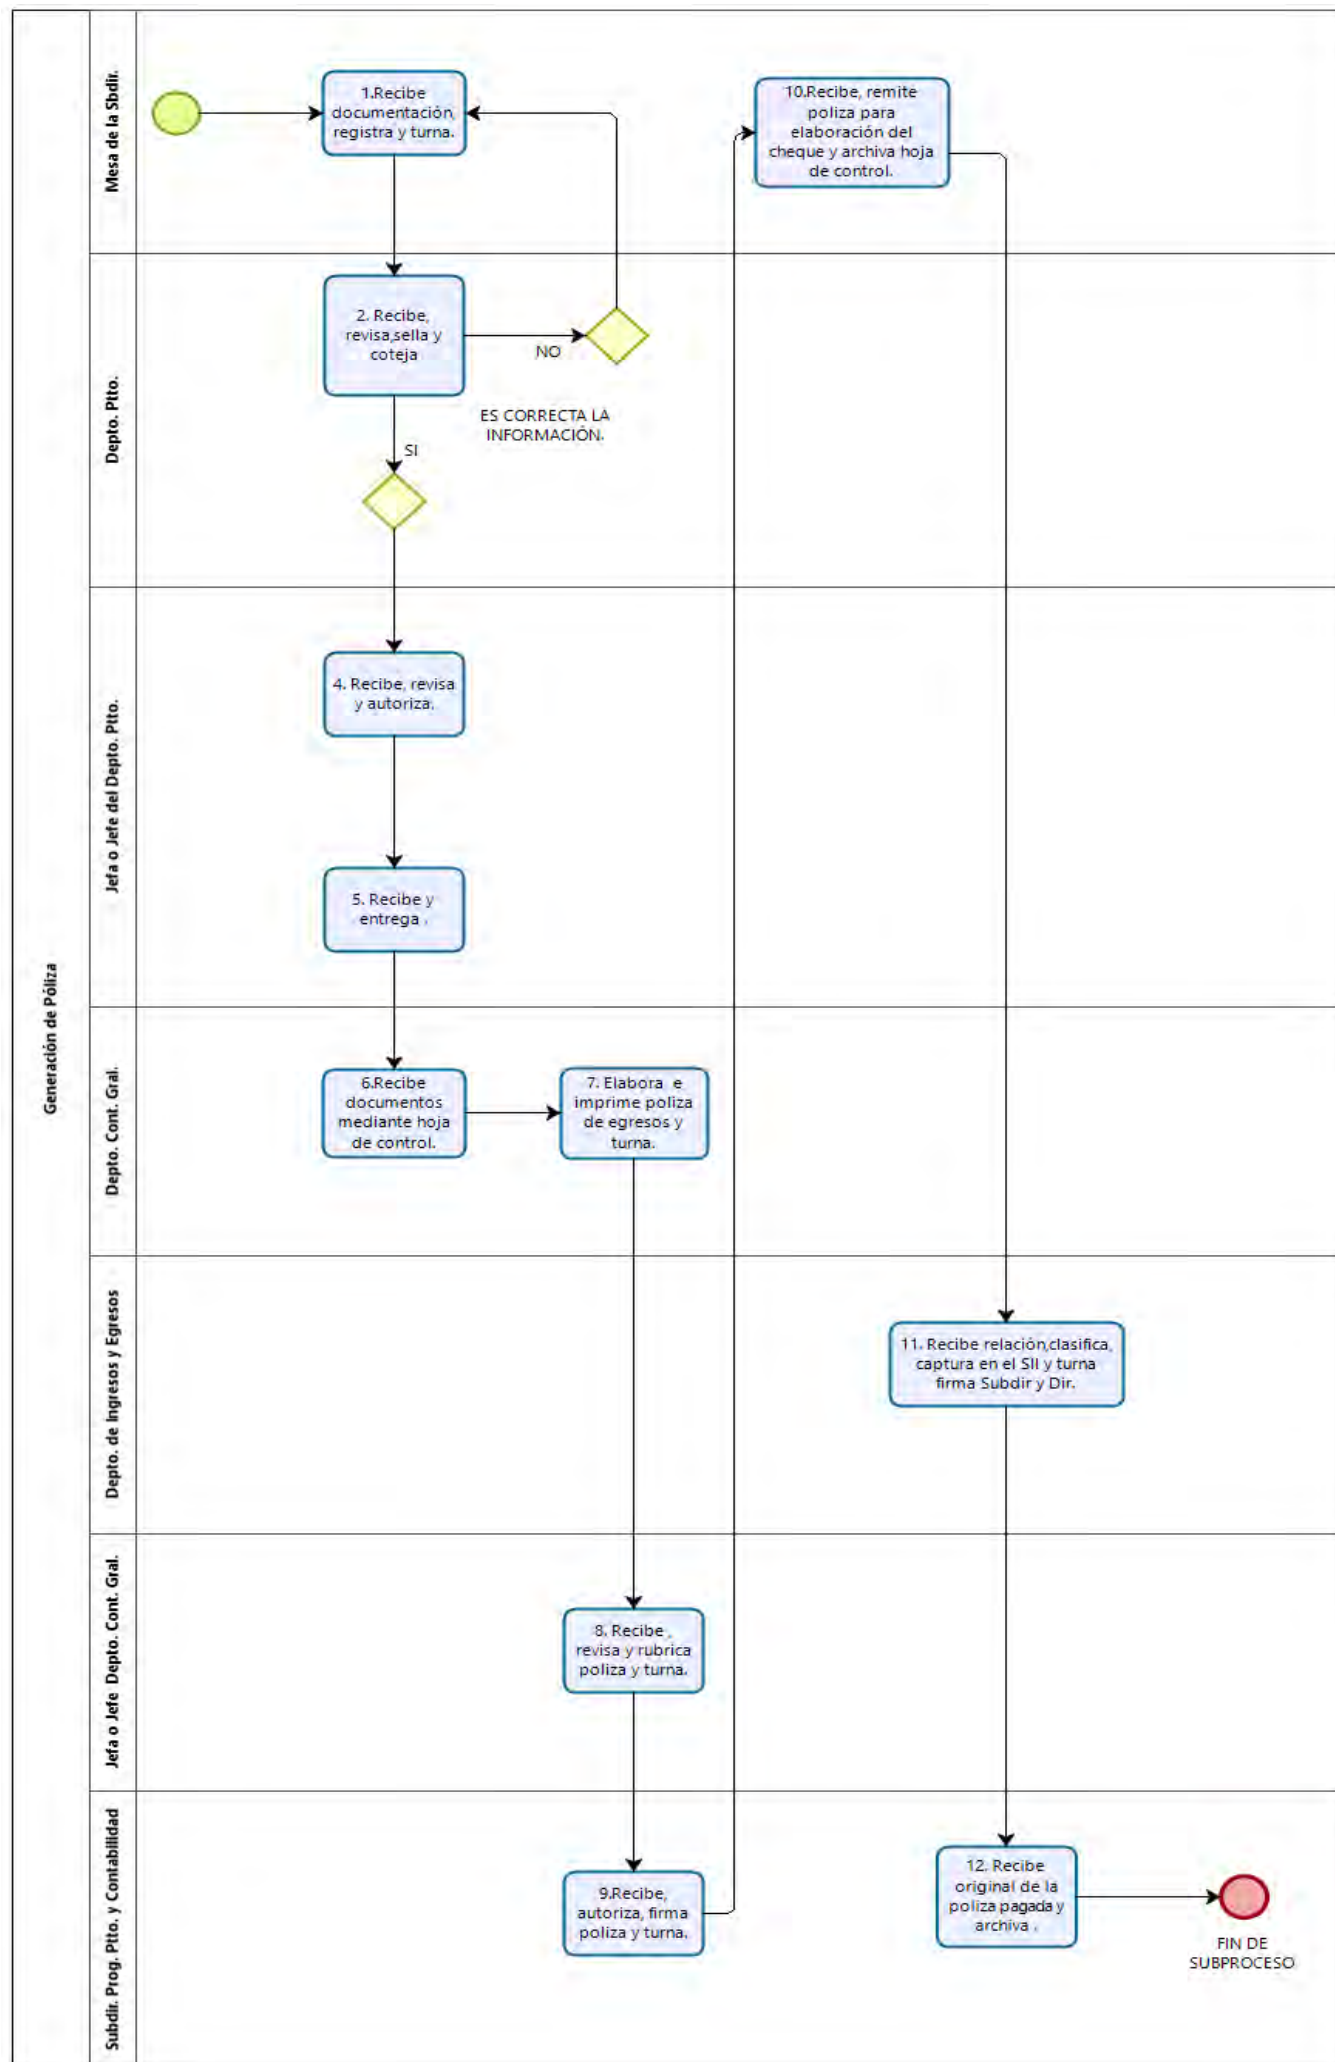 Generación de Póliza
Mesa de la Sbdir.
1.Recibe
documentación,
registra y turna.
10.Recibe, remite
poliza para
elaboración del
cheque y archiva hoja
de control.
Depto. Ptto.
2. Recibe,
revisa,sella y
coteja
NO
ES CORRECTA LA
INFORMACIÓN.
SI
Jefa o Jefe del Depto. Ptto.
4. Recibe, revisa
y autoriza.
5. Recibe y
entrega .
Depto. Cont. Gral.
6.Recibe
documentos
mediante hoja
de control.
7. Elabora e
imprime poliza
de egresos y
turna.
Depto. de Ingresos y Egresos
11. Recibe relación,clasifica,
captura en el SII y turna
firma Subdir y Dir.
Jefa o Jefe Depto. Cont. Gral.
8. Recibe ,
revisa y rubrica
poliza y turna.
Subdir. Prog. Ptto. y Contabilidad
9.Recibe,
autoriza, firma
poliza y turna.
12. Recibe
original de la
poliza pagada y
archiva .
FIN DE
SUBPROCESO